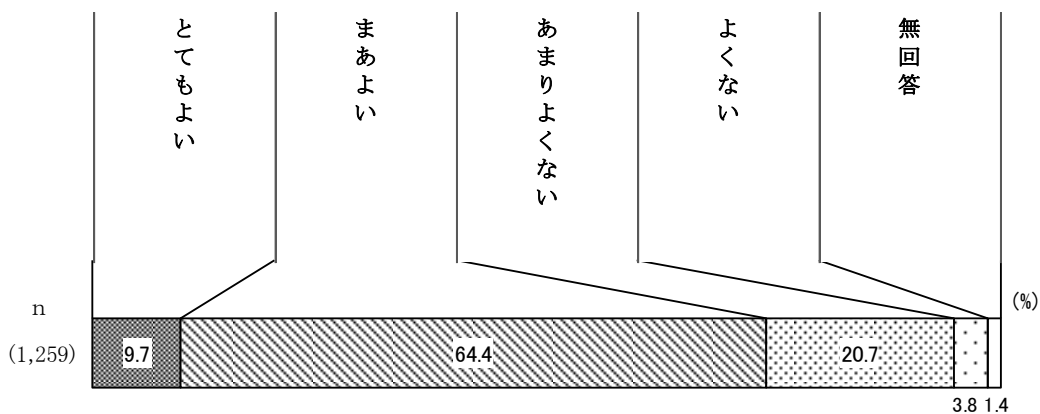 とてもよい
まあよい
あまりよくない
よくない
無回答
(%)
n
(1,259)
9.7
64.4
20.7
3.8
1.4